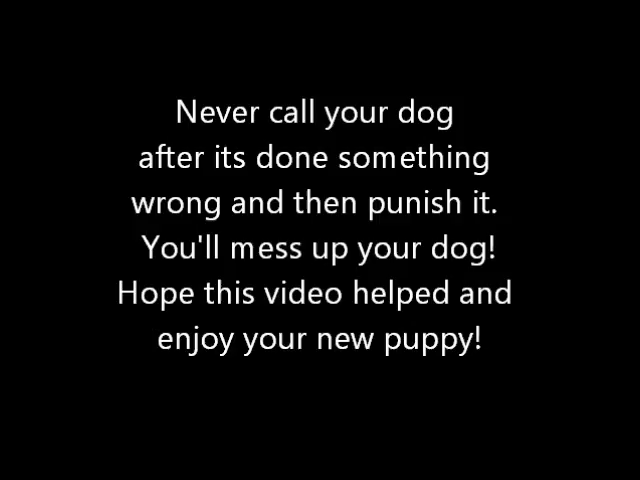 Never call your dog
after its done something
wrong and then punish it.
You'll mess up your dog!
Hope this video helped and
enjoy your new puppy!